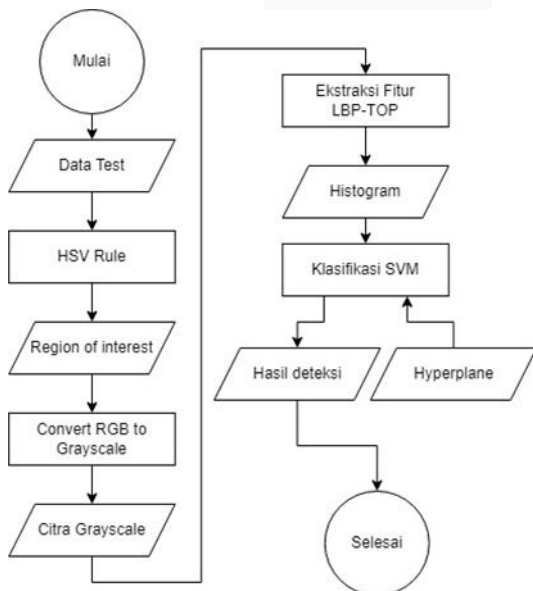 Mulai
Data Test
HSV Rule
Region of interest
Convert RGB to
Grayscale
Citra Grayscale
Ekstraksi Fitur
LBP-TOP
Histogram
Klasifikasi SVM
Hasil deteksi
Hyperplane
Selesai